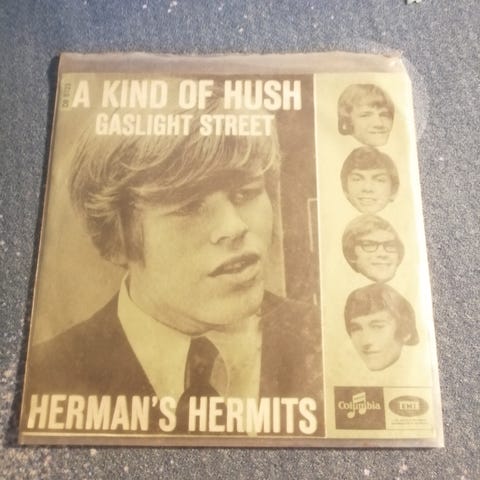 A KIND OF HUSH
GASLIGHT STREET
HERMAN'S HERMITS
Columbia
EMI